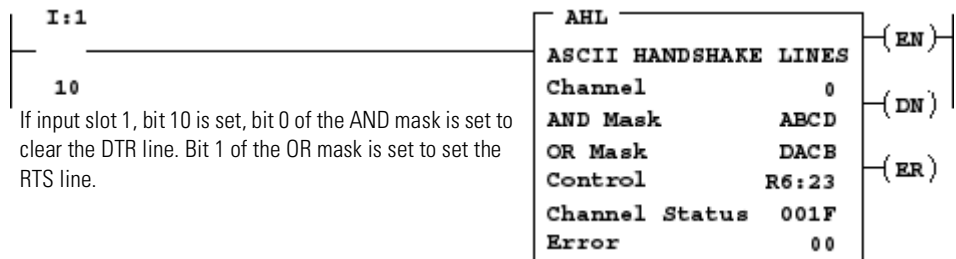 I:1
10
If input slot 1, bit 10 is set, bit 0 of the AND mask is set to
clear the DTR line. Bit 1 of the OR mask is set to set the
RTS line.
AHL
ASCII HANDSHAKE LINES
Channel 0
AND Mask ABCD
OR Mask DACB
Control R6:23
Channel Status 001F
Error 00
EN
DN
ER